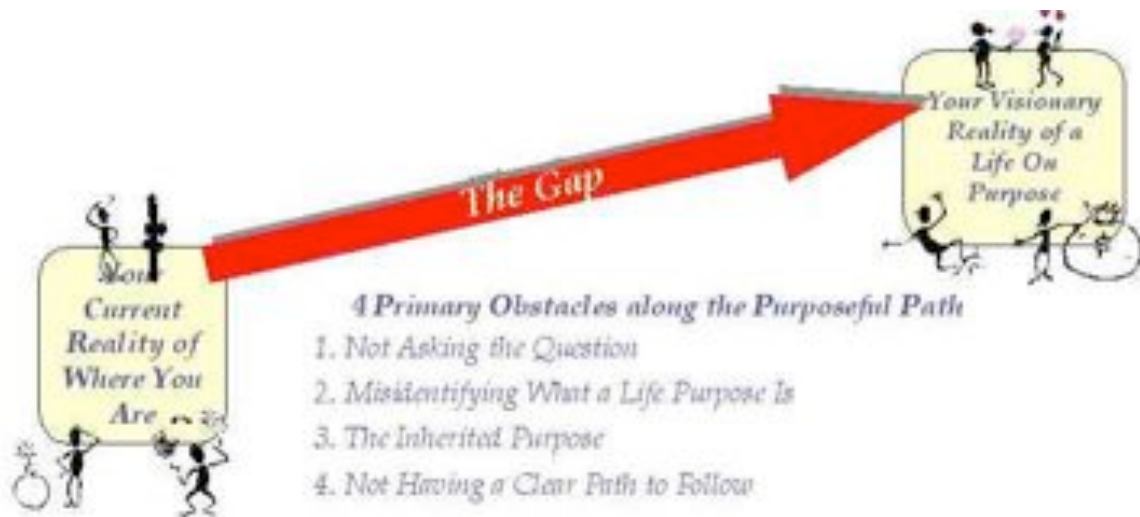 Your Visionary
Reality of a
Life On
Purpose
The Gap
Your
Current
Reality of
Where You
Are
4 Primary Obstacles along the Purposeful Path
1. Not Asking the Question
2. Misidentifying What a Life Purpose Is
3. The Inherited Purpose
4. Not Having a Clear Path to Follow